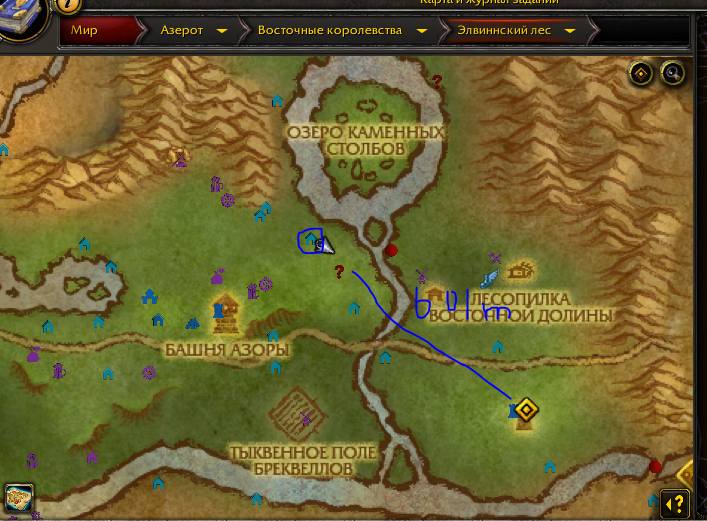 Карта и журнал заданий
Мир
Азерот
Восточные королевства
Элвиннский лес
ОЗЕРО КАМЕННЫХ
СТОЛБОВ
ЛЕСОПИЛКА
ВОСТОЧНОЙ ДОЛИНЫ
БАШНЯ АЗОРЫ
ТЫКВЕННОЕ ПОЛЕ
БРЕКВЕЛЛОВ